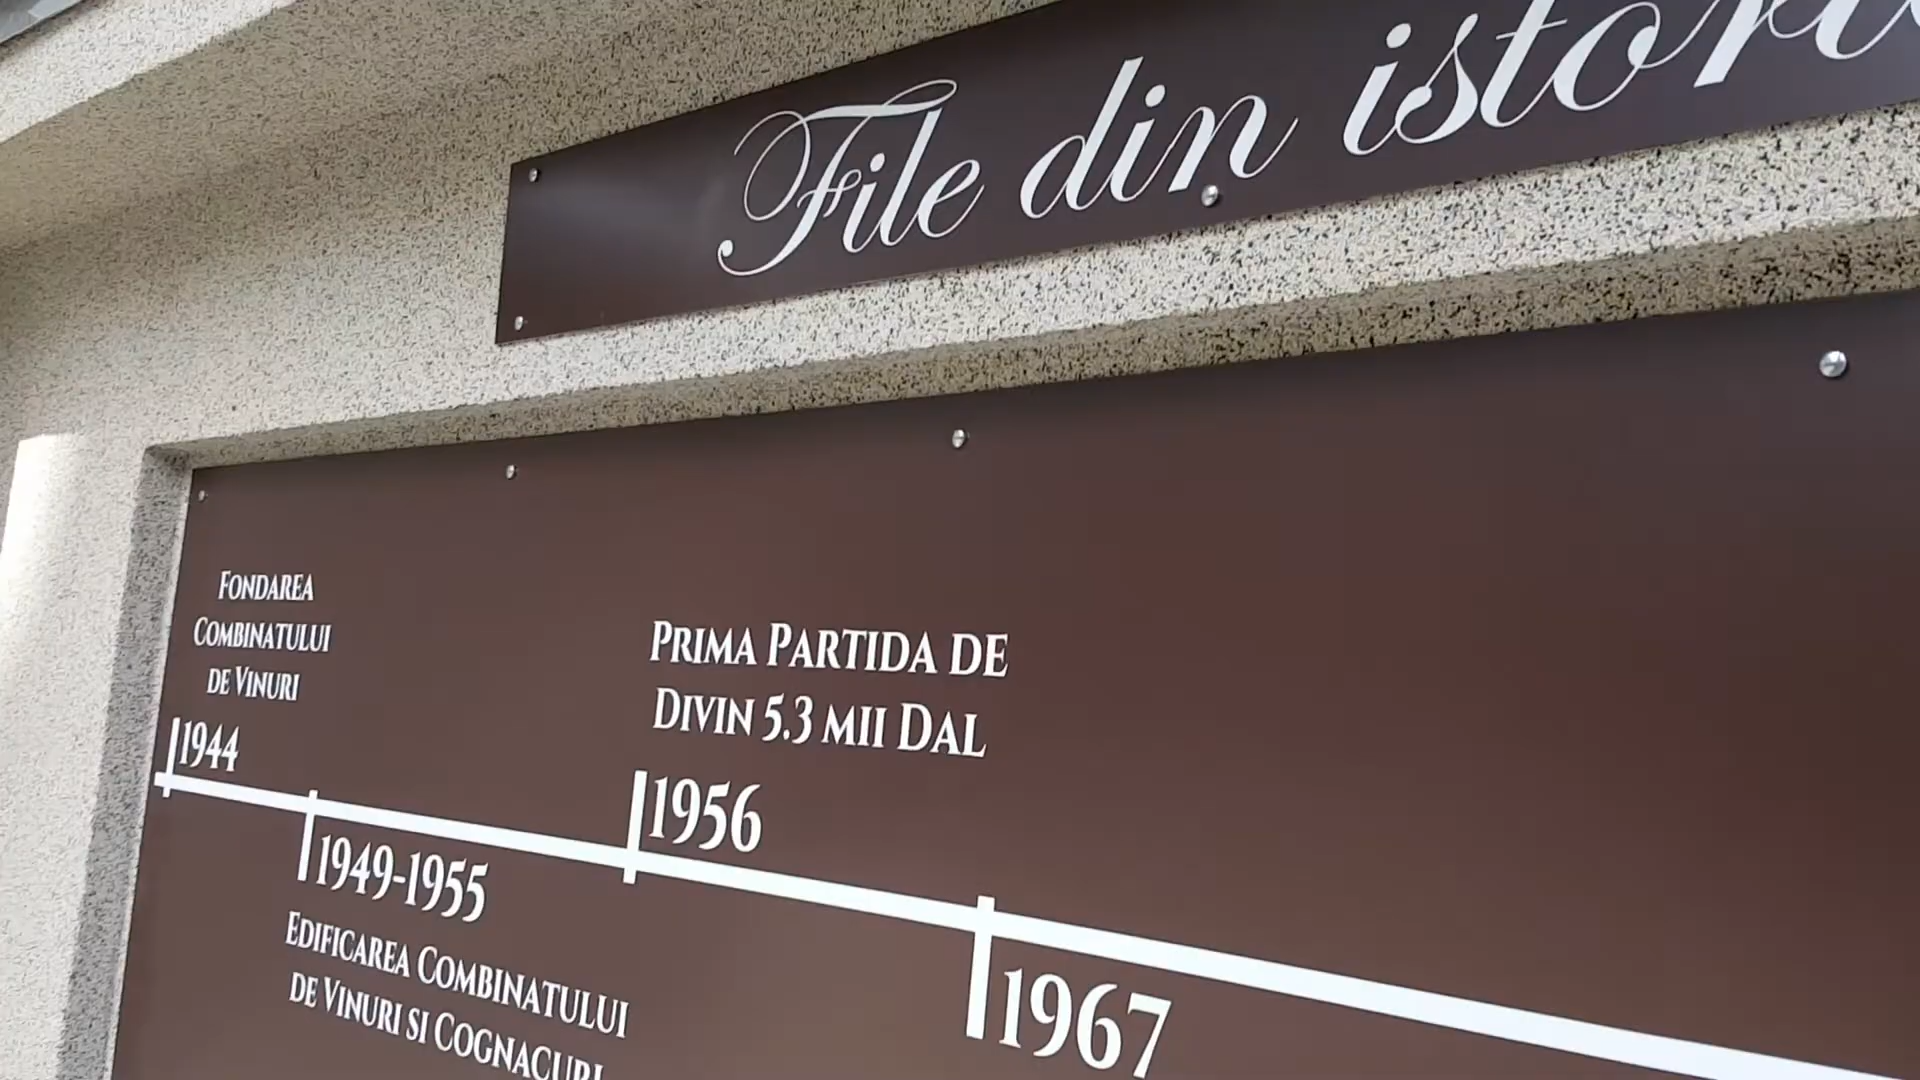 File din istori
FONDAREA
COMBINATULUI
DE VINURI
1944
1949-1955
EDIFICAREA COMBINATULUI
DE VINURI SI COGNACURI
PRIMA PARTIDA DE
DIVIN 5.3 MII DAL
1956
1967